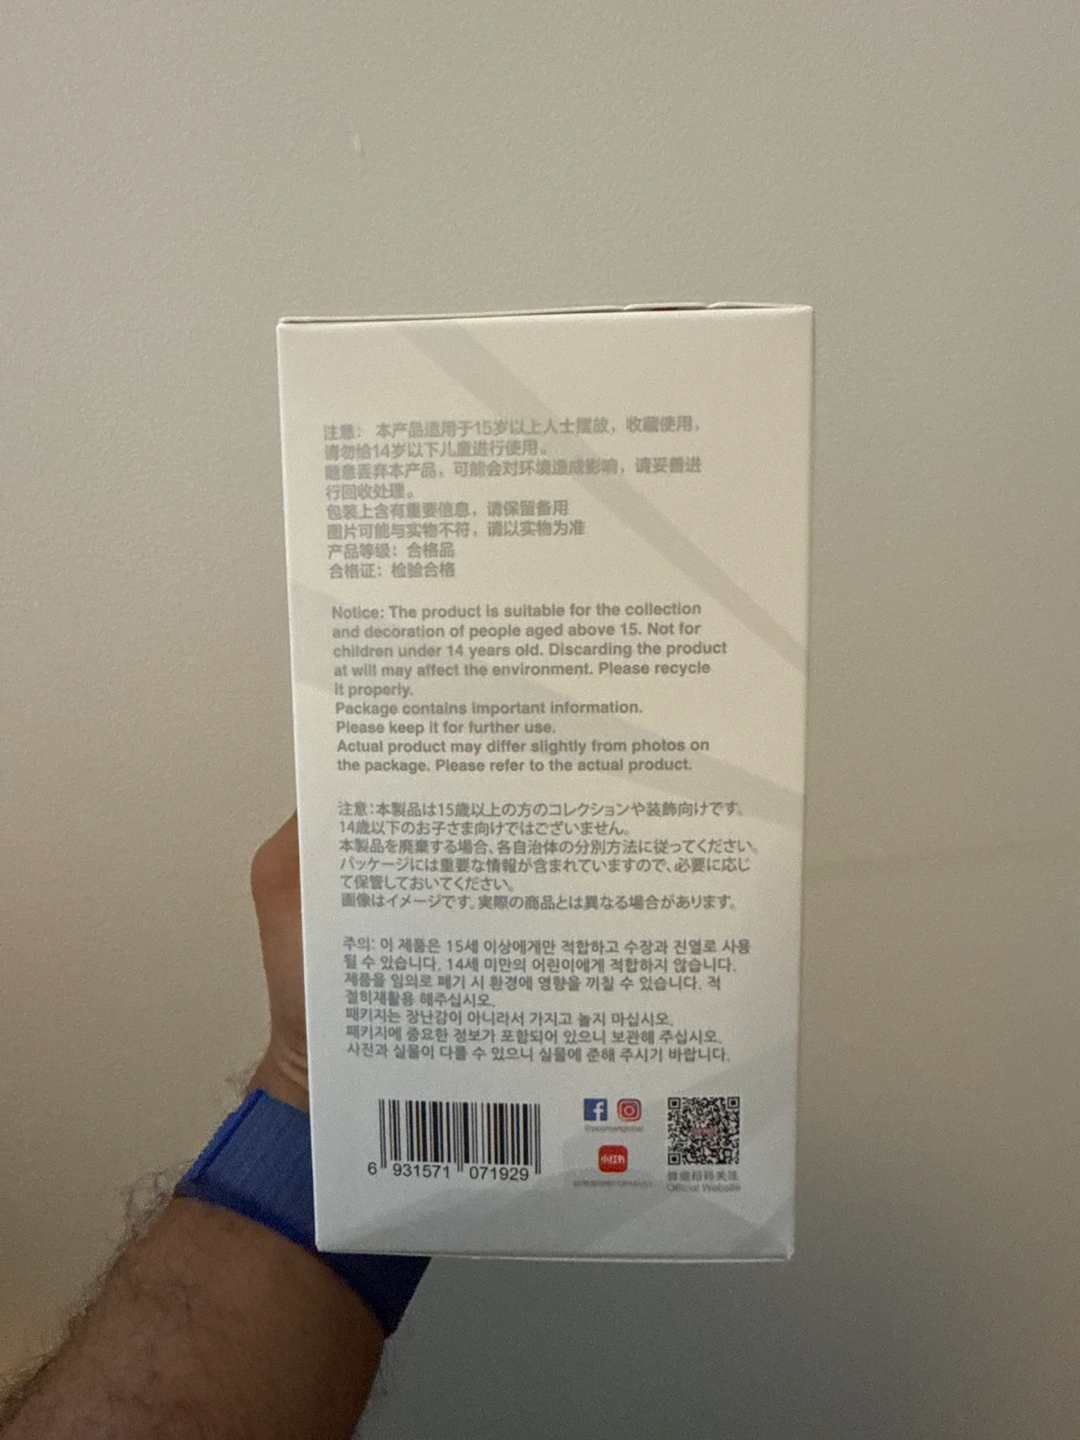 注意： 本产品适用于15岁以上人士摆放，收藏使用，
请勿给14岁以下儿童进行使用。
随意丢弃本产品，可能会对环境造成影响，请妥善进
行回收处理。
包装上含有重要信息，请保留备用
图片可能与实物不符，请以实物为准
产品等级：合格品
合格证：检验合格
Notice: The product is suitable for the collection
and decoration of people aged above 15. Not for
children under 14 years old. Discarding the product
at will may affect the environment. Please recycle
it properly.
Package contains important information.
Please keep it for further use.
Actual product may differ slightly from photos on
the package. Please refer to the actual product.
注意：本製品は15歳以上の方のコレクションや装飾向けです。
14歳以下のお子さま向けではございません。
本製品を廃棄する場合、各自治体の分別方法に従ってください。
パッケージには重要な情報が含まれていますので、必要に応じ
て保管しておいてください。
画像はイメージです。実際の商品とは異なる場合があります。
주의: 이 제품은 15세 이상에게만 적합하고 수장과 진열로 사용
될 수 있습니다. 14세 미만의 어린이에게 적합하지 않습니다.
제품을 임의로 폐기 시 환경에 영향을 끼칠 수 있습니다. 적
절히재활용 해주십시오.
패키지는 장난감이 아니라서 가지고 놀지 마십시오.
패키지에 중요한 정보가 포함되어 있으니 보관해 주십시오.
사진과 실물이 다를 수 있으니 실물에 준해 주시기 바랍니다.
6 931571 071929
@popmartglobal
小红书
微信扫码关注
Official Website